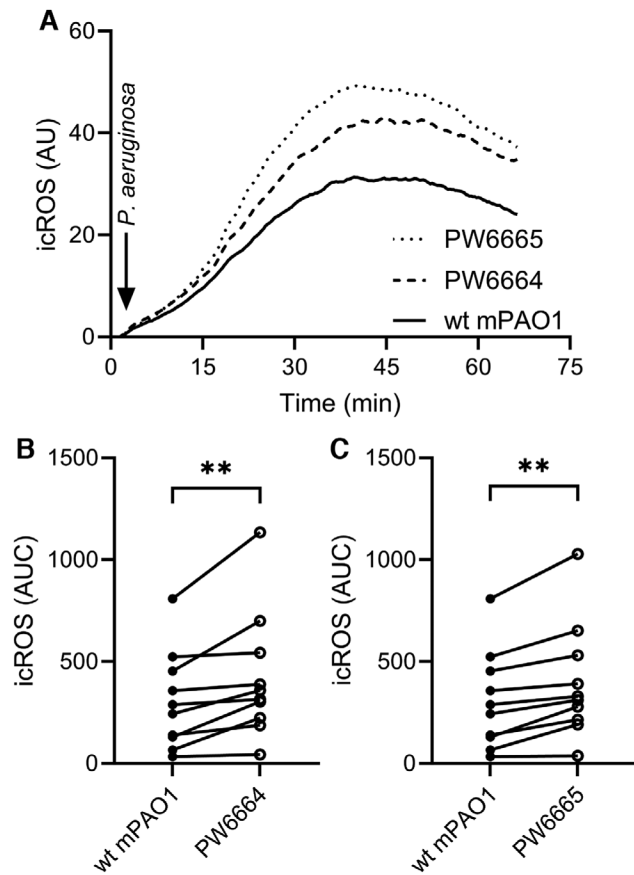 A
icROS (AU)
60
40
20
0
P. aeruginosa
PW6665
PW6664
wt mPAO1
0 15 30 45 60 75
Time (min)
B
icROS (AUC)
1500
1000
500
0
**
wt mPAO1
PW6664
C
icROS (AUC)
1500
1000
500
0
**
wt mPAO1
PW6665